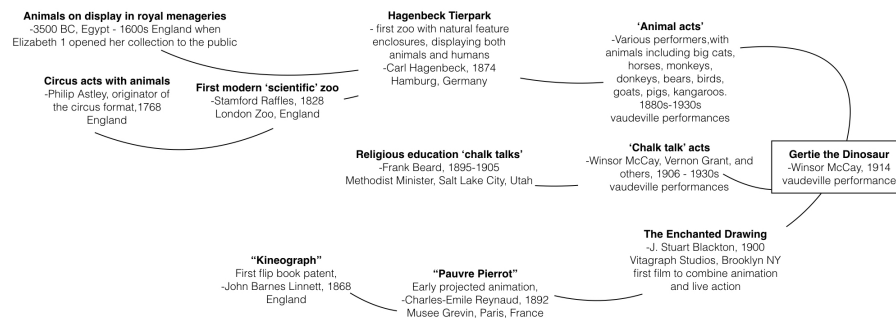 Animals on display in royal menageries
-3500 BC, Egypt - 1600s England when
Elizabeth 1 opened her collection to the public
Circus acts with animals
-Philip Astley, originator of
the circus format,1768
England
First modern ‘scientific’ zoo
-Stamford Raffles, 1828
London Zoo, England
Hagenbeck Tierpark
- first zoo with natural feature
enclosures, displaying both
animals and humans
-Carl Hagenbeck, 1874
Hamburg, Germany
‘Animal acts’
-Various performers,with
animals including big cats,
horses, monkeys,
donkeys, bears, birds,
goats, pigs, kangaroos.
1880s-1930s
vaudeville performances
Religious education ‘chalk talks’
-Frank Beard, 1895-1905
Methodist Minister, Salt Lake City, Utah
‘Chalk talk’ acts
-Winsor McCay, Vernon Grant, and
others, 1906 - 1930s
vaudeville performances
Gertie the Dinosaur
-Winsor McCay, 1914
vaudeville performance
The Enchanted Drawing
-J. Stuart Blackton, 1900
Vitagraph Studios, Brooklyn NY
first film to combine animation
and live action
“Kineograph”
First flip book patent,
-John Barnes Linnett, 1868
England
“Pauvre Pierrot”
Early projected animation,
-Charles-Emile Reynaud, 1892
Musee Grevin, Paris, France